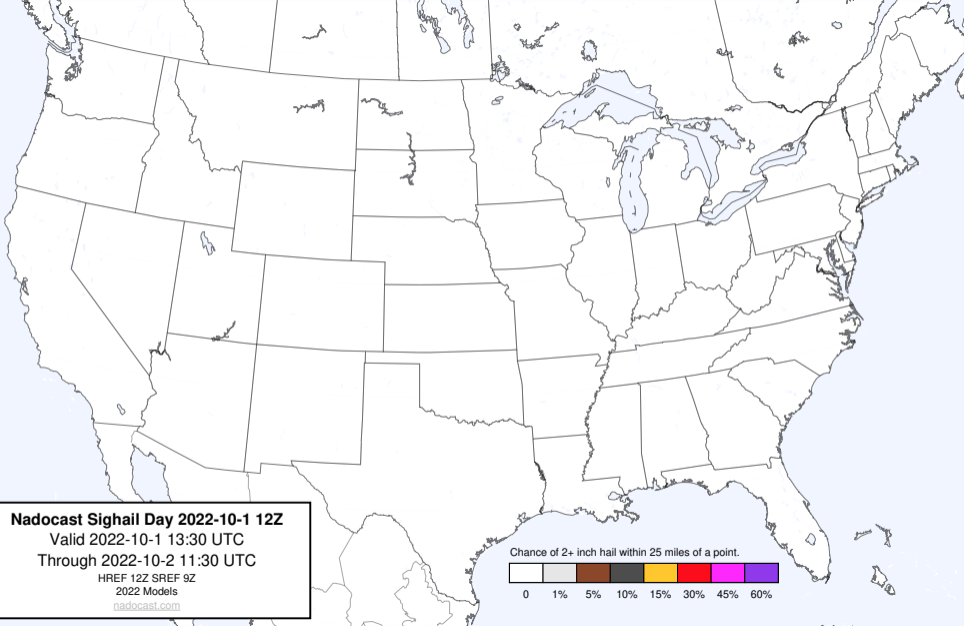 Nadocast Sighail Day 2022-10-1 12Z
Valid 2022-10-1 13:30 UTC
Through 2022-10-2 11:30 UTC
HREF 12Z SREF 9Z
2022 Models
nadocast.com
Chance of 2+ inch hail within 25 miles of a point.
0 1% 5% 10% 15% 30% 45% 60%